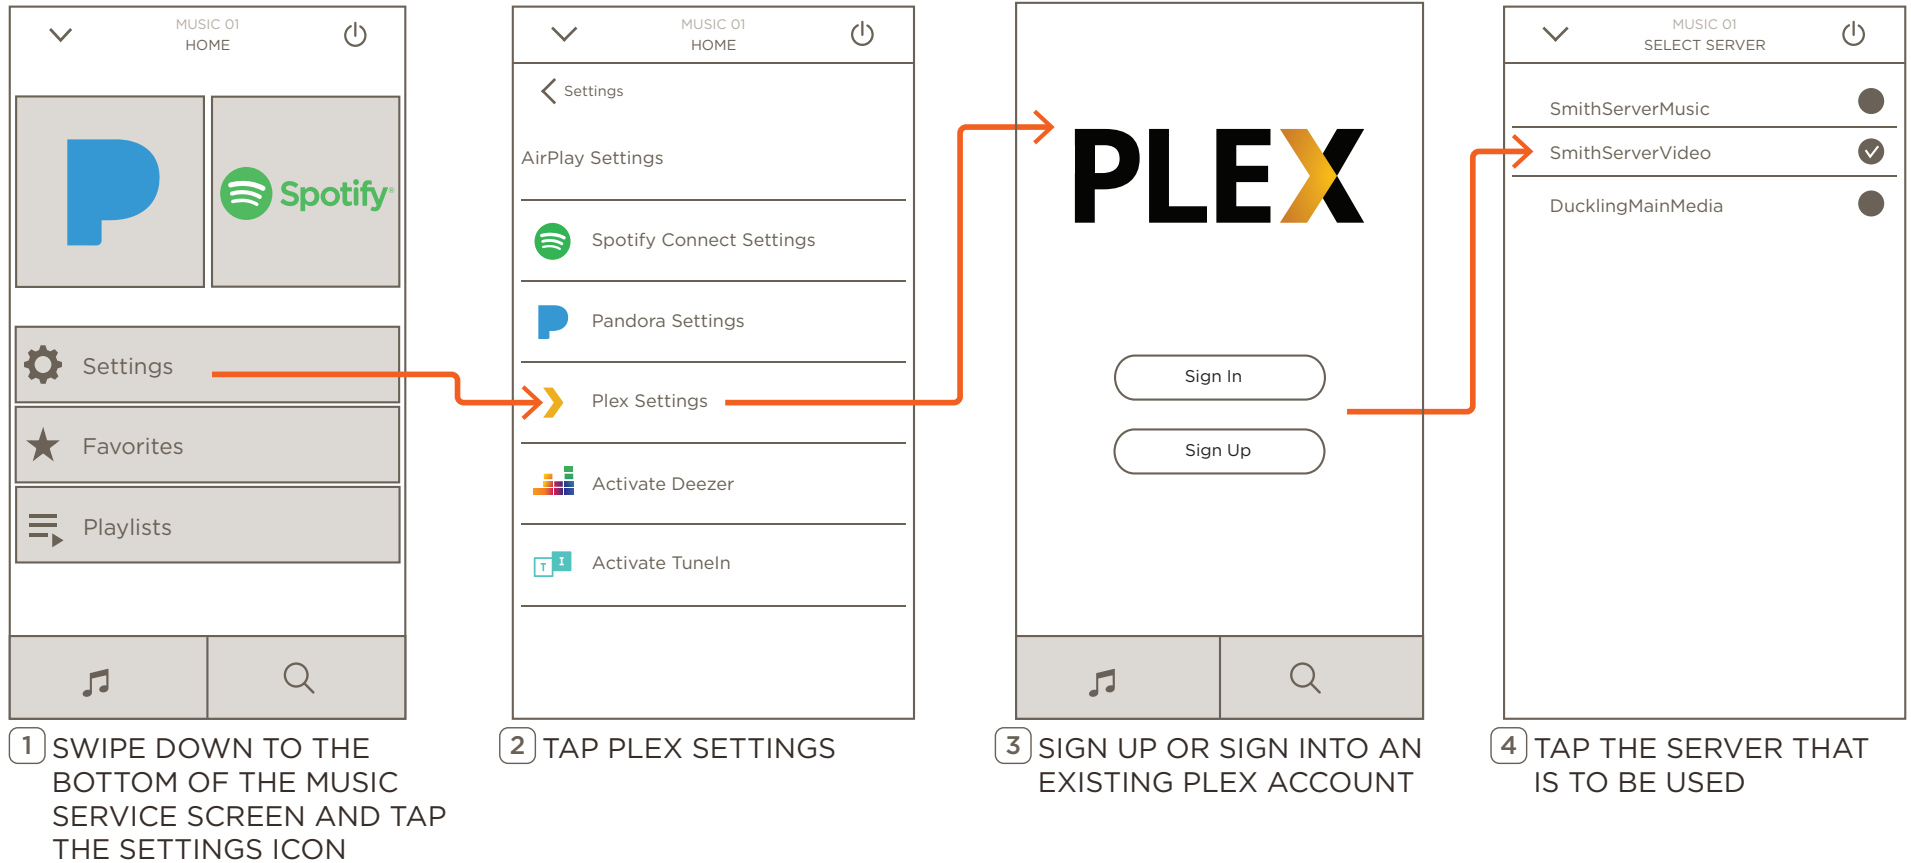 MUSIC 01
HOME
Spotify®
Settings
Favorites
Playlists
1 SWIPE DOWN TO THE
BOTTOM OF THE MUSIC
SERVICE SCREEN AND TAP
THE SETTINGS ICON
MUSIC 01
HOME
Settings
AirPlay Settings
Spotify Connect Settings
Pandora Settings
Plex Settings
Activate Deezer
T I Activate TuneIn
2 TAP PLEX SETTINGS
PLEX
Sign In
Sign Up
3 SIGN UP OR SIGN INTO AN
EXISTING PLEX ACCOUNT
MUSIC 01
SELECT SERVER
SmithServerMusic
SmithServerVideo
DucklingMainMedia
4 TAP THE SERVER THAT
IS TO BE USED